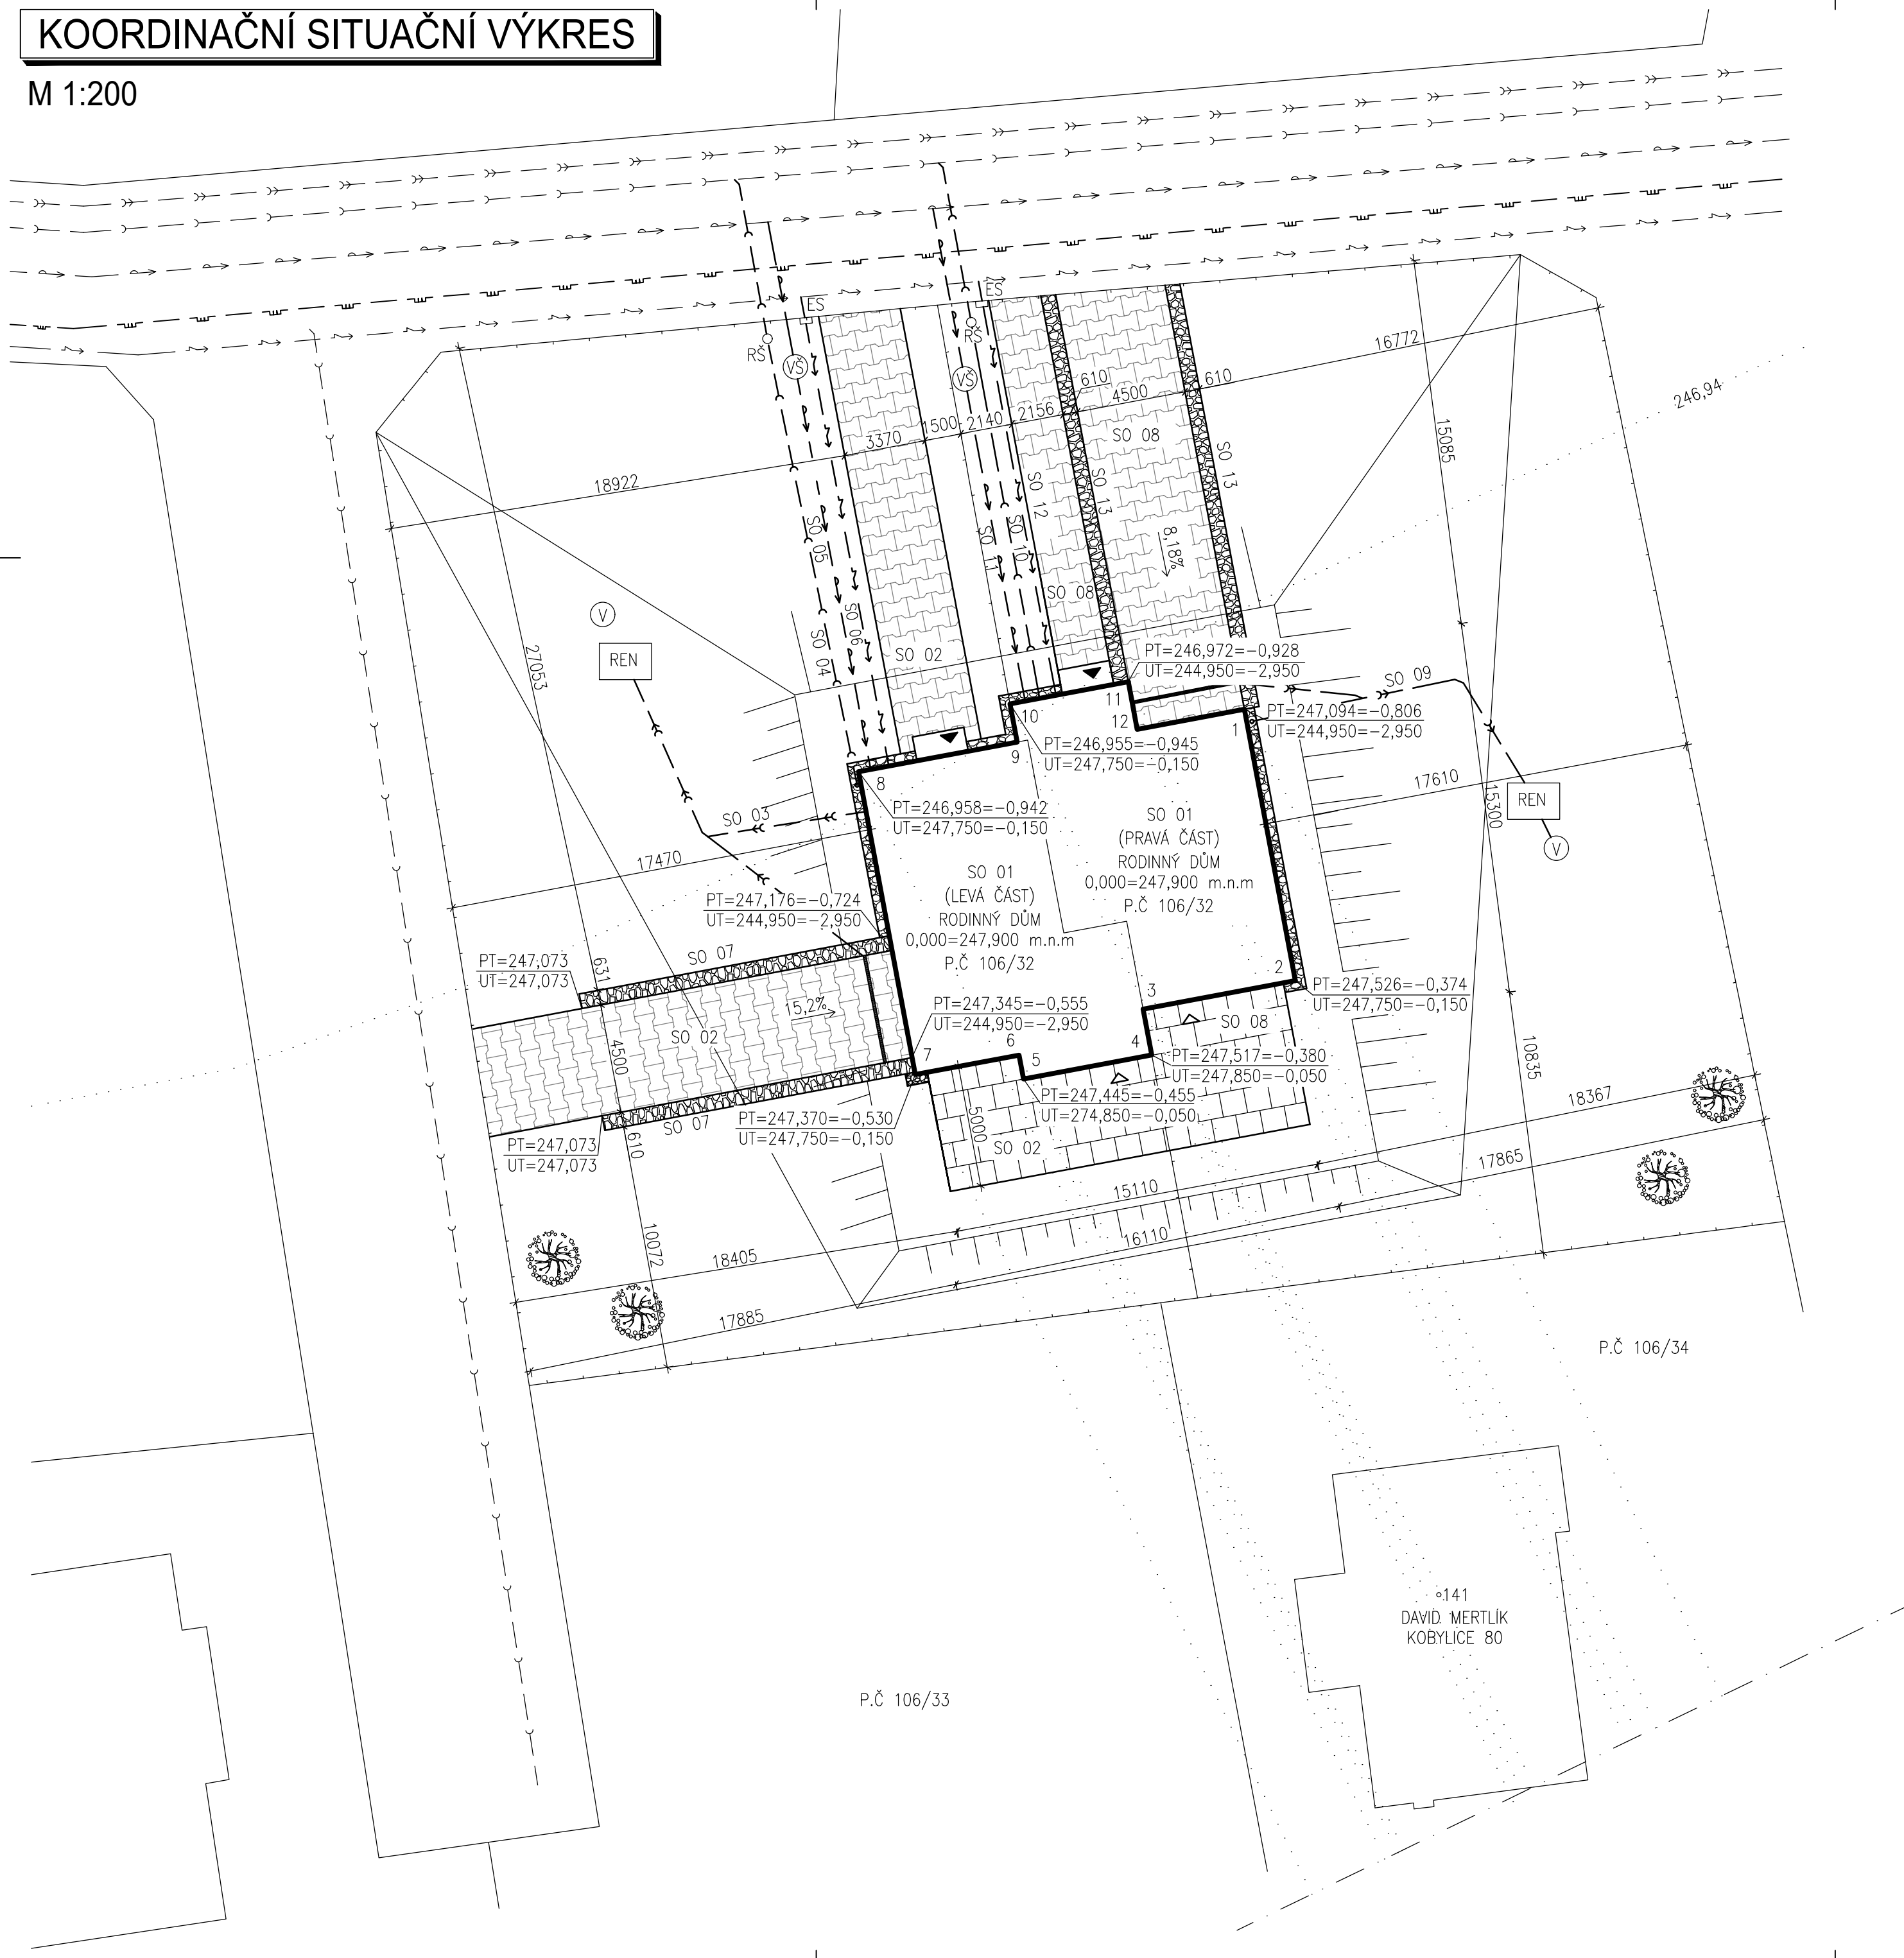 KOORDINAČNÍ SITUAČNÍ VÝKRES
M 1:200
ES
ES
RŠ
RŠ
VŠ
VŠ
16772
610
610
4500
2156
2140
1500
3370
18922
246,94
15085
SO 08
SO 13
SO 13
SO 12
SO 10
SO 11
SO 05
8,18%
SO 08
SO 06
SO 04
V
REN
27053
SO 02
PT=246,972=-0,928
UT=244,950=-2,950
SO 09
11
10
12
1
PT=247,094=-0,806
UT=244,950=-2,950
9
PT=246,955=-0,945
UT=247,750=-0,150
8
17610
15300
REN
V
PT=246,958=-0,942
UT=247,750=-0,150
SO 03
17470
SO 01
(PRAVÁ ČÁST)
RODINNÝ DŮM
0,000=247,900 m.n.m
P.Č 106/32
SO 01
(LEVÁ ČÁST)
RODINNÝ DŮM
0,000=247,900 m.n.m
P.Č 106/32
PT=247,176=-0,724
UT=244,950=-2,950
SO 07
631
PT=247,073
UT=247,073
2
PT=247,526=-0,374
UT=247,750=-0,150
3
15,2%
PT=247,345=-0,555
UT=244,950=-2,950
SO 08
SO 02
4500
4
6
5
7
10835
PT=247,517=-0,380
UT=247,850=-0,050
PT=247,445=-0,455
UT=274,850=-0,050
5000
18367
PT=247,370=-0,530
UT=247,750=-0,150
SO 07
610
PT=247,073
UT=247,073
SO 02
17865
15110
16110
10072
18405
17885
P.Č 106/34
141
DAVID MERTLÍK
KOBYLICE 80
P.Č 106/33